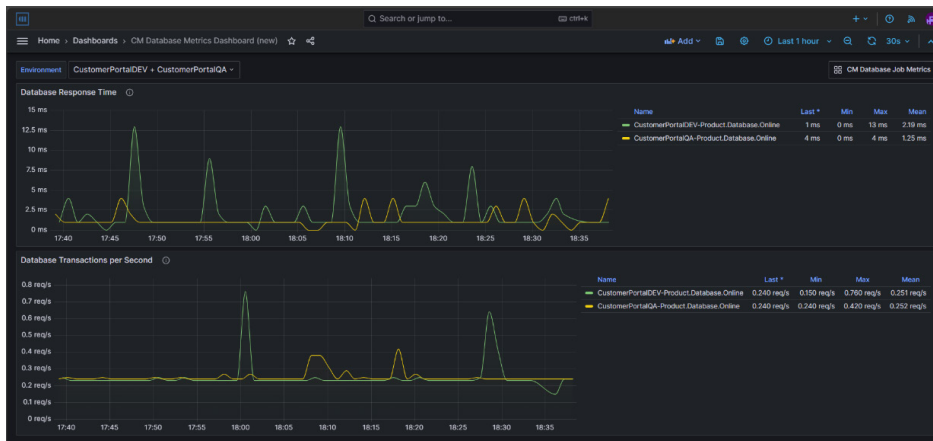 Search or jump to... ctrl+k
Home › Dashboards › CM Database Metrics Dashboard (new) Add Last 1 hour 30s
Environment CustomerPortalDEV + CustomerPortalQA CM Database Job Metrics
Database Response Time
15 ms
12.5 ms
10 ms
7.5 ms
5 ms
2.5 ms
0 ms
17:40 17:45 17:50 17:55 18:00 18:05 18:10 18:15 18:20 18:25 18:30 18:35
Name Last * Min Max Mean
CustomerPortalDEV-Product.Database.Online 1 ms 0 ms 13 ms 2.19 ms
CustomerPortalQA-Product.Database.Online 4 ms 0 ms 4 ms 1.25 ms
Database Transactions per Second
0.8 req/s
0.7 req/s
0.6 req/s
0.5 req/s
0.4 req/s
0.3 req/s
0.2 req/s
0.1 req/s
0 req/s
17:40 17:45 17:50 17:55 18:00 18:05 18:10 18:15 18:20 18:25 18:30 18:35
Name Last * Min Max Mean
CustomerPortalDEV-Product.Database.Online 0.240 req/s 0.150 req/s 0.760 req/s 0.251 req/s
CustomerPortalQA-Product.Database.Online 0.240 req/s 0.240 req/s 0.420 req/s 0.252 req/s